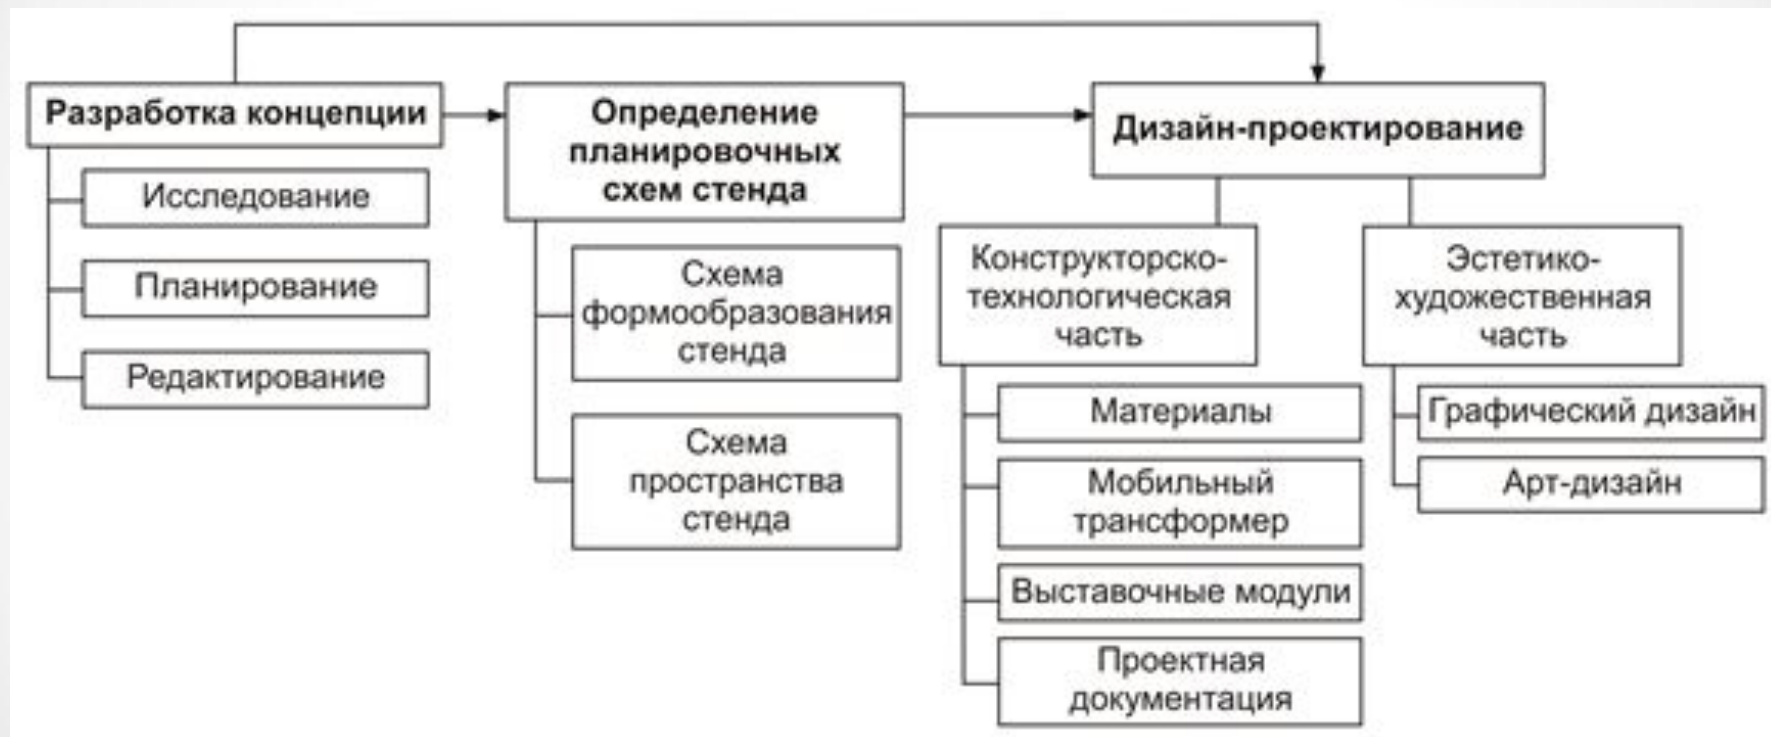 Разработка концепции
Исследование
Планирование
Редактирование
Определение
планировочных
схем стенда
Схема
формообразования
стенда
Схема
пространства
стенда
Дизайн-проектирование
Конструкторско-
технологическая
часть
Материалы
Мобильный
трансформер
Выставочные модули
Проектная
документация
Эстетико-
художественная
часть
Графический дизайн
Арт-дизайн